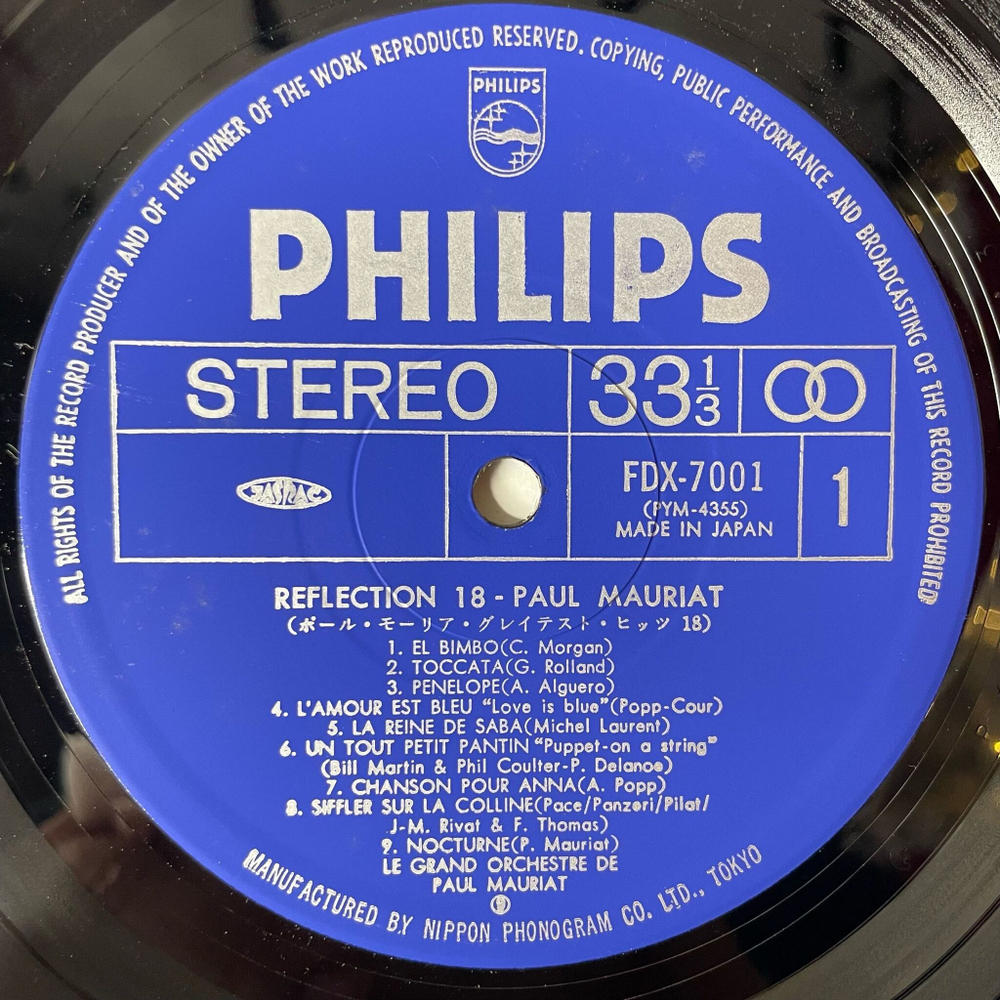 ALL RIGHTS OF THE RECORD PRODUCER AND OF THE OWNER OF THE WORK REPRODUCED RESERVED. COPYING, PUBLIC PERFORMANCE AND BROADCASTING OF THIS RECORD PROHIBITED
PHILIPS
PHILIPS
STEREO 33 1/3
JASRAC
FDX-7001
(PYM-4355)
MADE IN JAPAN
1
REFLECTION 18 - PAUL MAURIAT
(ポール・モーリア・グレイテスト・ヒッツ 18)
1. EL BIMBO(C. Morgan)
2. TOCCATA(G. Rolland)
3. PENELOPE(A. Alguero)
4. L'AMOUR EST BLEU "Love is blue"(Popp-Cour)
5. LA REINE DE SABA(Michel Laurent)
6. UN TOUT PETIT PANTIN "Puppet-on a string"
(Bill Martin & Phil Coulter-P. Delanoe)
7. CHANSON POUR ANNA(A. Popp)
8. SIFFLER SUR LA COLLINE(Pace/Panzeri/Pilat/
J-M. Rivat & F. Thomas)
9. NOCTURNE(P. Mauriat)
LE GRAND ORCHESTRE DE
PAUL MAURIAT
Ⓟ
MANUFACTURED BY NIPPON PHONOGRAM CO. LTD., TOKYO